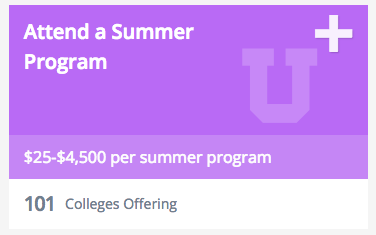 Attend a Summer
Program
U
$25-$4,500 per summer program
101 Colleges Offering